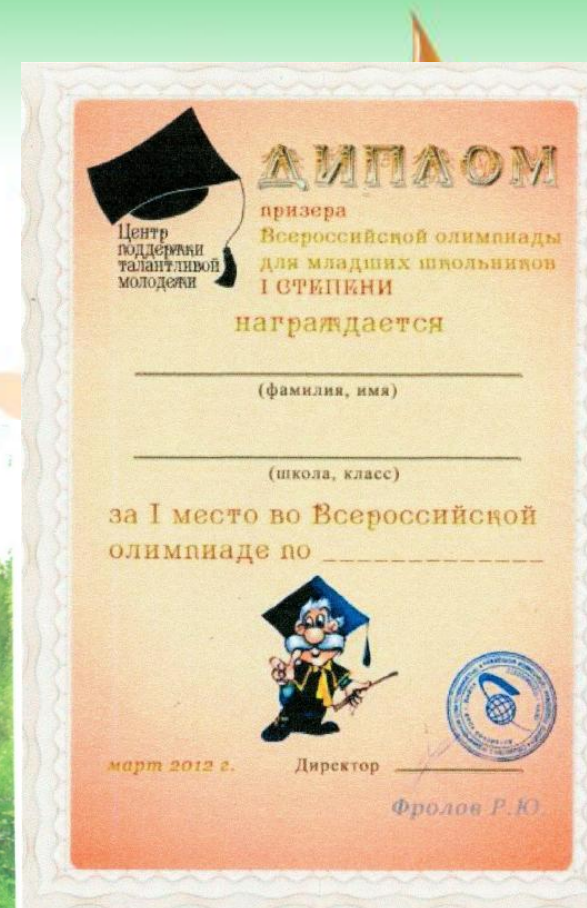 ДИПЛОМ
призера
Всероссийской олимпиады
для младших школьников
I СТЕПЕНИ
Центр
поддержки
талантливой
молодежи
награждается
(фамилия, имя)
(школа, класс)
за I место во Всероссийской
олимпиаде по
март 2012 г.
Директор
Фролов Р.Ю.